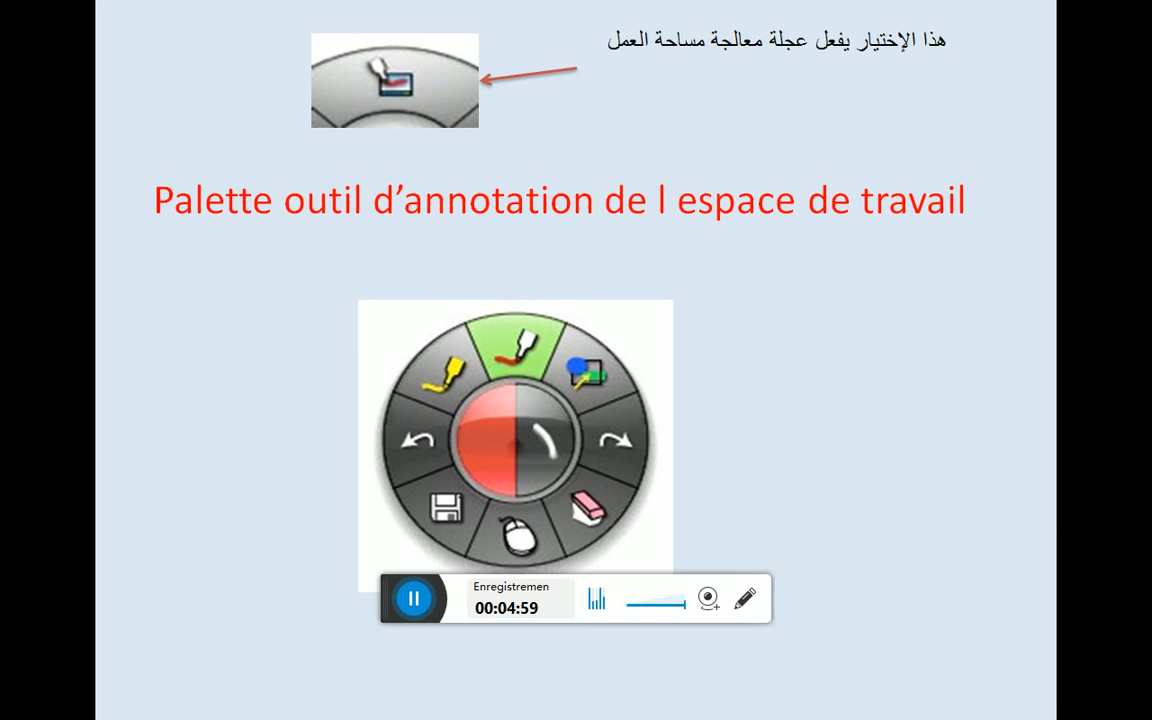 هذا الإختيار يفعل عجلة معالجة مساحة العمل
Palette outil d’annotation de l espace de travail
Enregistremen
00:04:59